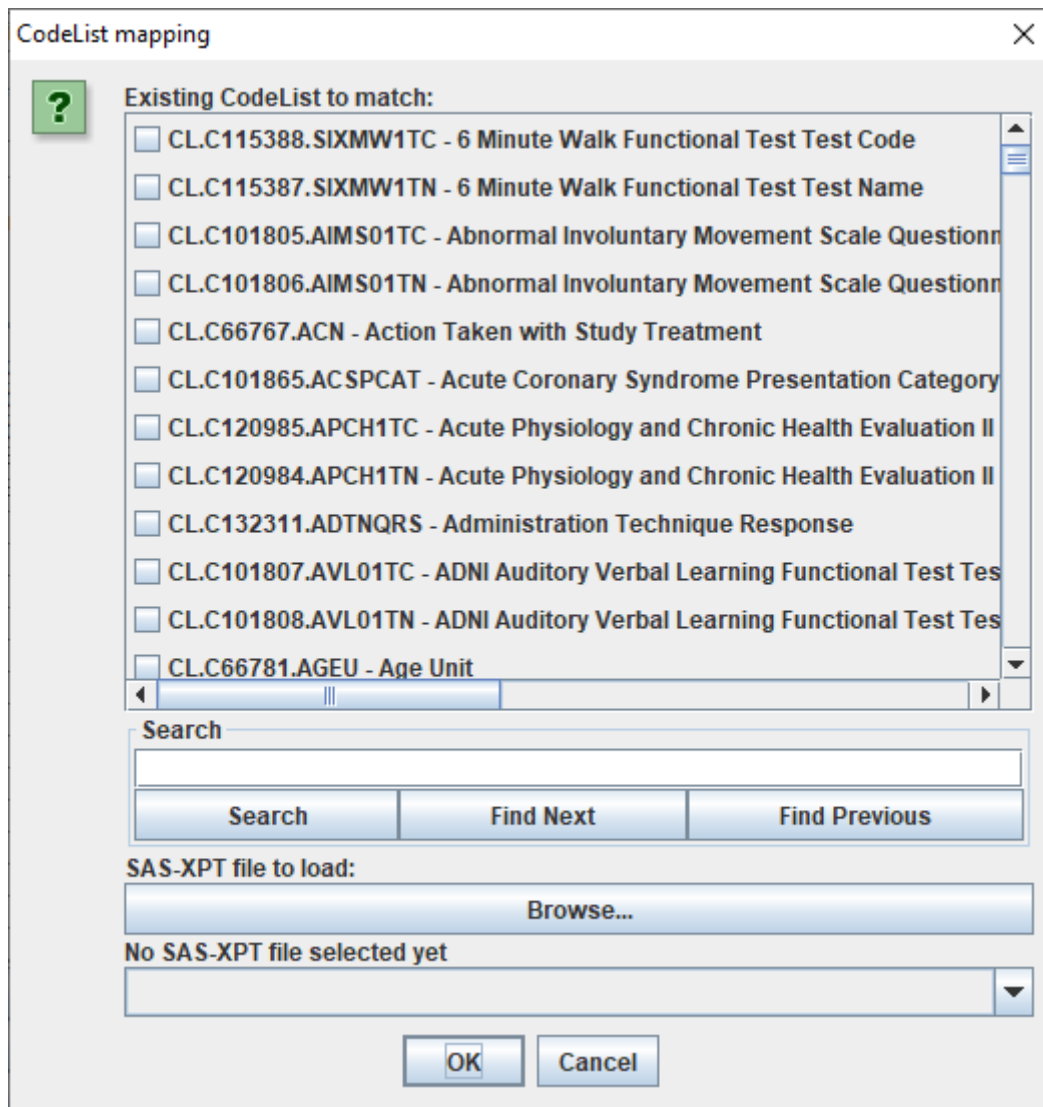 CodeList mapping
Existing CodeList to match:
CL.C115388.SIXMW1TC - 6 Minute Walk Functional Test Test Code
CL.C115387.SIXMW1TN - 6 Minute Walk Functional Test Test Name
CL.C101805.AIMS01TC - Abnormal Involuntary Movement Scale Questionn
CL.C101806.AIMS01TN - Abnormal Involuntary Movement Scale Questionn
CL.C66767.ACN - Action Taken with Study Treatment
CL.C101865.ACSPCAT - Acute Coronary Syndrome Presentation Category
CL.C120985.APCH1TC - Acute Physiology and Chronic Health Evaluation II
CL.C120984.APCH1TN - Acute Physiology and Chronic Health Evaluation II
CL.C132311.ADTNQRS - Administration Technique Response
CL.C101807.AVL01TC - ADNI Auditory Verbal Learning Functional Test Tes
CL.C101808.AVL01TN - ADNI Auditory Verbal Learning Functional Test Tes
CL.C66781.AGEU - Age Unit
Search
Search Find Next Find Previous
SAS-XPT file to load:
Browse...
No SAS-XPT file selected yet
OK Cancel